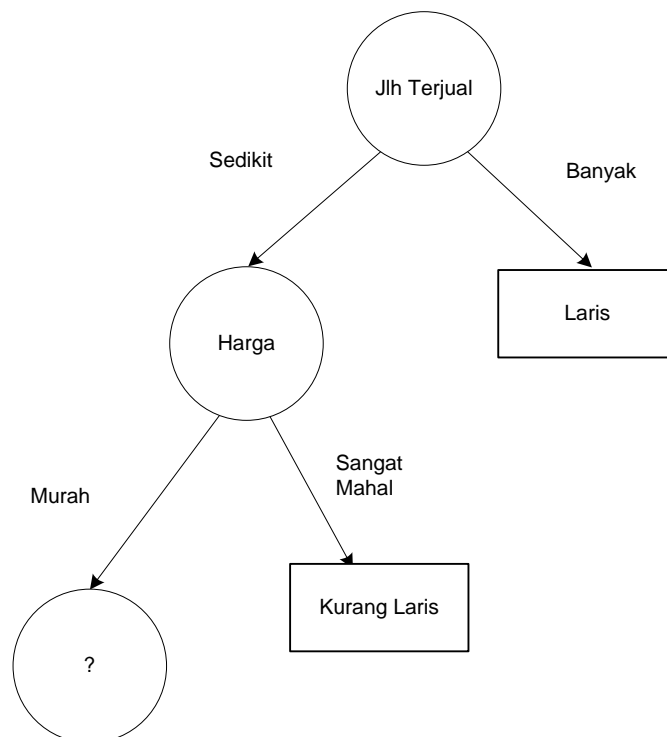 Jlh Terjual
Sedikit
Banyak
Laris
Harga
Sangat
Mahal
Murah
Kurang Laris
?